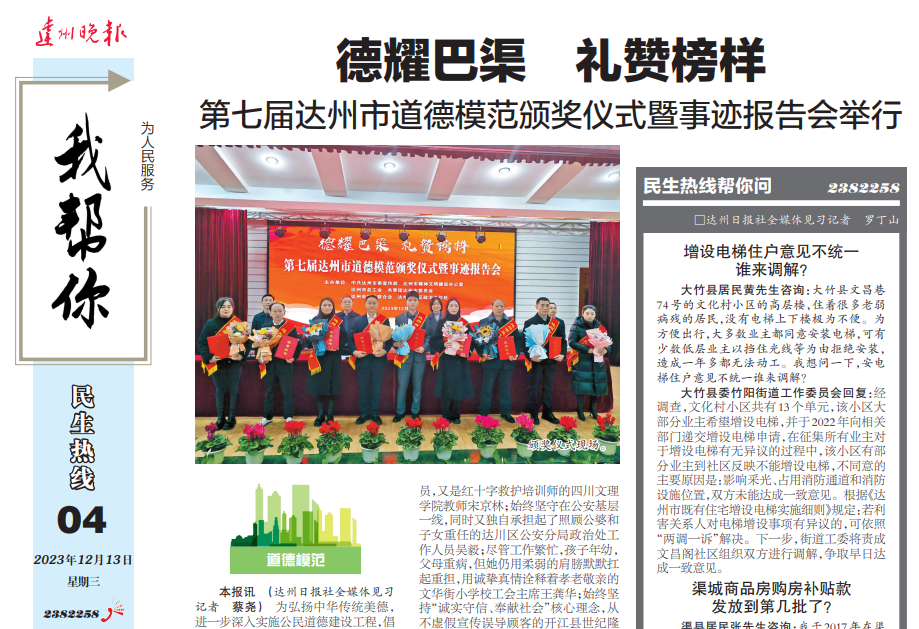 达州晚报
为人民服务
我帮你
民生热线
04
2023年12月13日
星期三
2382258
德耀巴渠 礼赞榜样
第七届达州市道德模范颁奖仪式暨事迹报告会举行
德耀巴渠 礼赞榜样
第七届达州市道德模范颁奖仪式暨事迹报告会
颁奖仪式现场。
道德模范
本报讯 (达州日报社全媒体见习
记者 蔡尧) 为弘扬中华传统美德,
进一步深入实施公民道德建设工程,倡
员,又是红十字救护培训师的四川文理
学院教师宋京林;始终坚守在公安基层
一线,同时又独自承担起了照顾公婆和
子女重任的达川区公安分局政治处工
作人员吴毅;尽管工作繁忙,孩子年幼,
父母重病,但她仍用柔弱的肩膀默默扛
起重担,用诚挚真情诠释着孝老敬亲的
文华街小学校工会主席王龚华;始终坚
持“诚实守信、奉献社会”核心理念,从
不虚假宣传误导顾客的开江县世纪隆
民生热线帮你问 2382258
□达州日报社全媒体见习记者 罗丁山
增设电梯住户意见不统一
谁来调解?
大竹县居民黄先生咨询:大竹县文昌巷
74号的文化村小区的高层楼,住着很多老弱
病残的居民,没有电梯上下楼极为不便。为
方便出行,大多数业主都同意安装电梯,可有
少数低层业主以挡住光线等为由拒绝安装,
造成一年多都无法动工。我想问一下,安电
梯住户意见不统一谁来调解?
大竹县委竹阳街道工作委员会回复:经
调查,文化村小区共有13个单元,该小区大
部分业主希望增设电梯,并于2022年向相关
部门递交增设电梯申请,在征集所有业主对
于增设电梯有无异议的过程中,该小区有部
分业主到社区反映不能增设电梯,不同意的
主要原因是:影响采光、占用消防通道和消防
设施位置,双方未能达成一致意见。根据《达
州市既有住宅增设电梯实施细则》规定:若利
害关系人对电梯增设事项有异议的,可依照
“两调一诉”解决。下一步,街道工委将责成
文昌阁社区组织双方进行调解,争取早日达
成一致意见。
渠城商品房购房补贴款
发放到第几批了?
渠县居民张先生咨询:我于2017年在渠